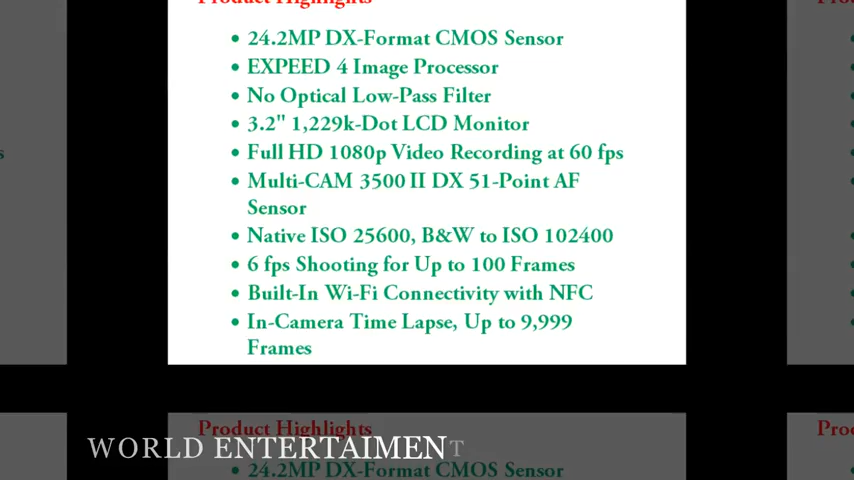 Product Highlights
• 24.2MP DX-Format CMOS Sensor
• EXPEED 4 Image Processor
• No Optical Low-Pass Filter
• 3.2" 1,229k-Dot LCD Monitor
• Full HD 1080p Video Recording at 60 fps
• Multi-CAM 3500 II DX 51-Point AF
Sensor
• Native ISO 25600, B&W to ISO 102400
• 6 fps Shooting for Up to 100 Frames
• Built-In Wi-Fi Connectivity with NFC
• In-Camera Time Lapse, Up to 9,999
Frames
Product Highlights
WORLD ENTERTAIMENT
• 24.2MP DX-Format CMOS Sensor